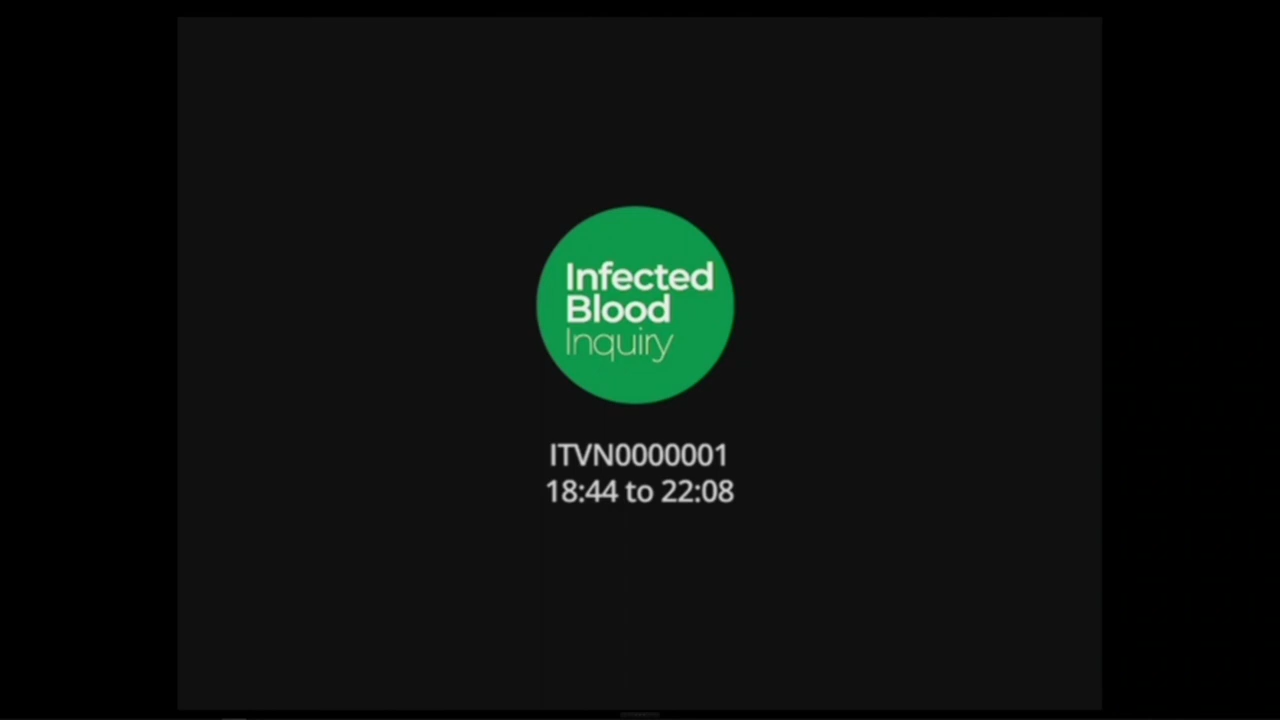 Infected
Blood
Inquiry
ITVN0000001
18:44 to 22:08